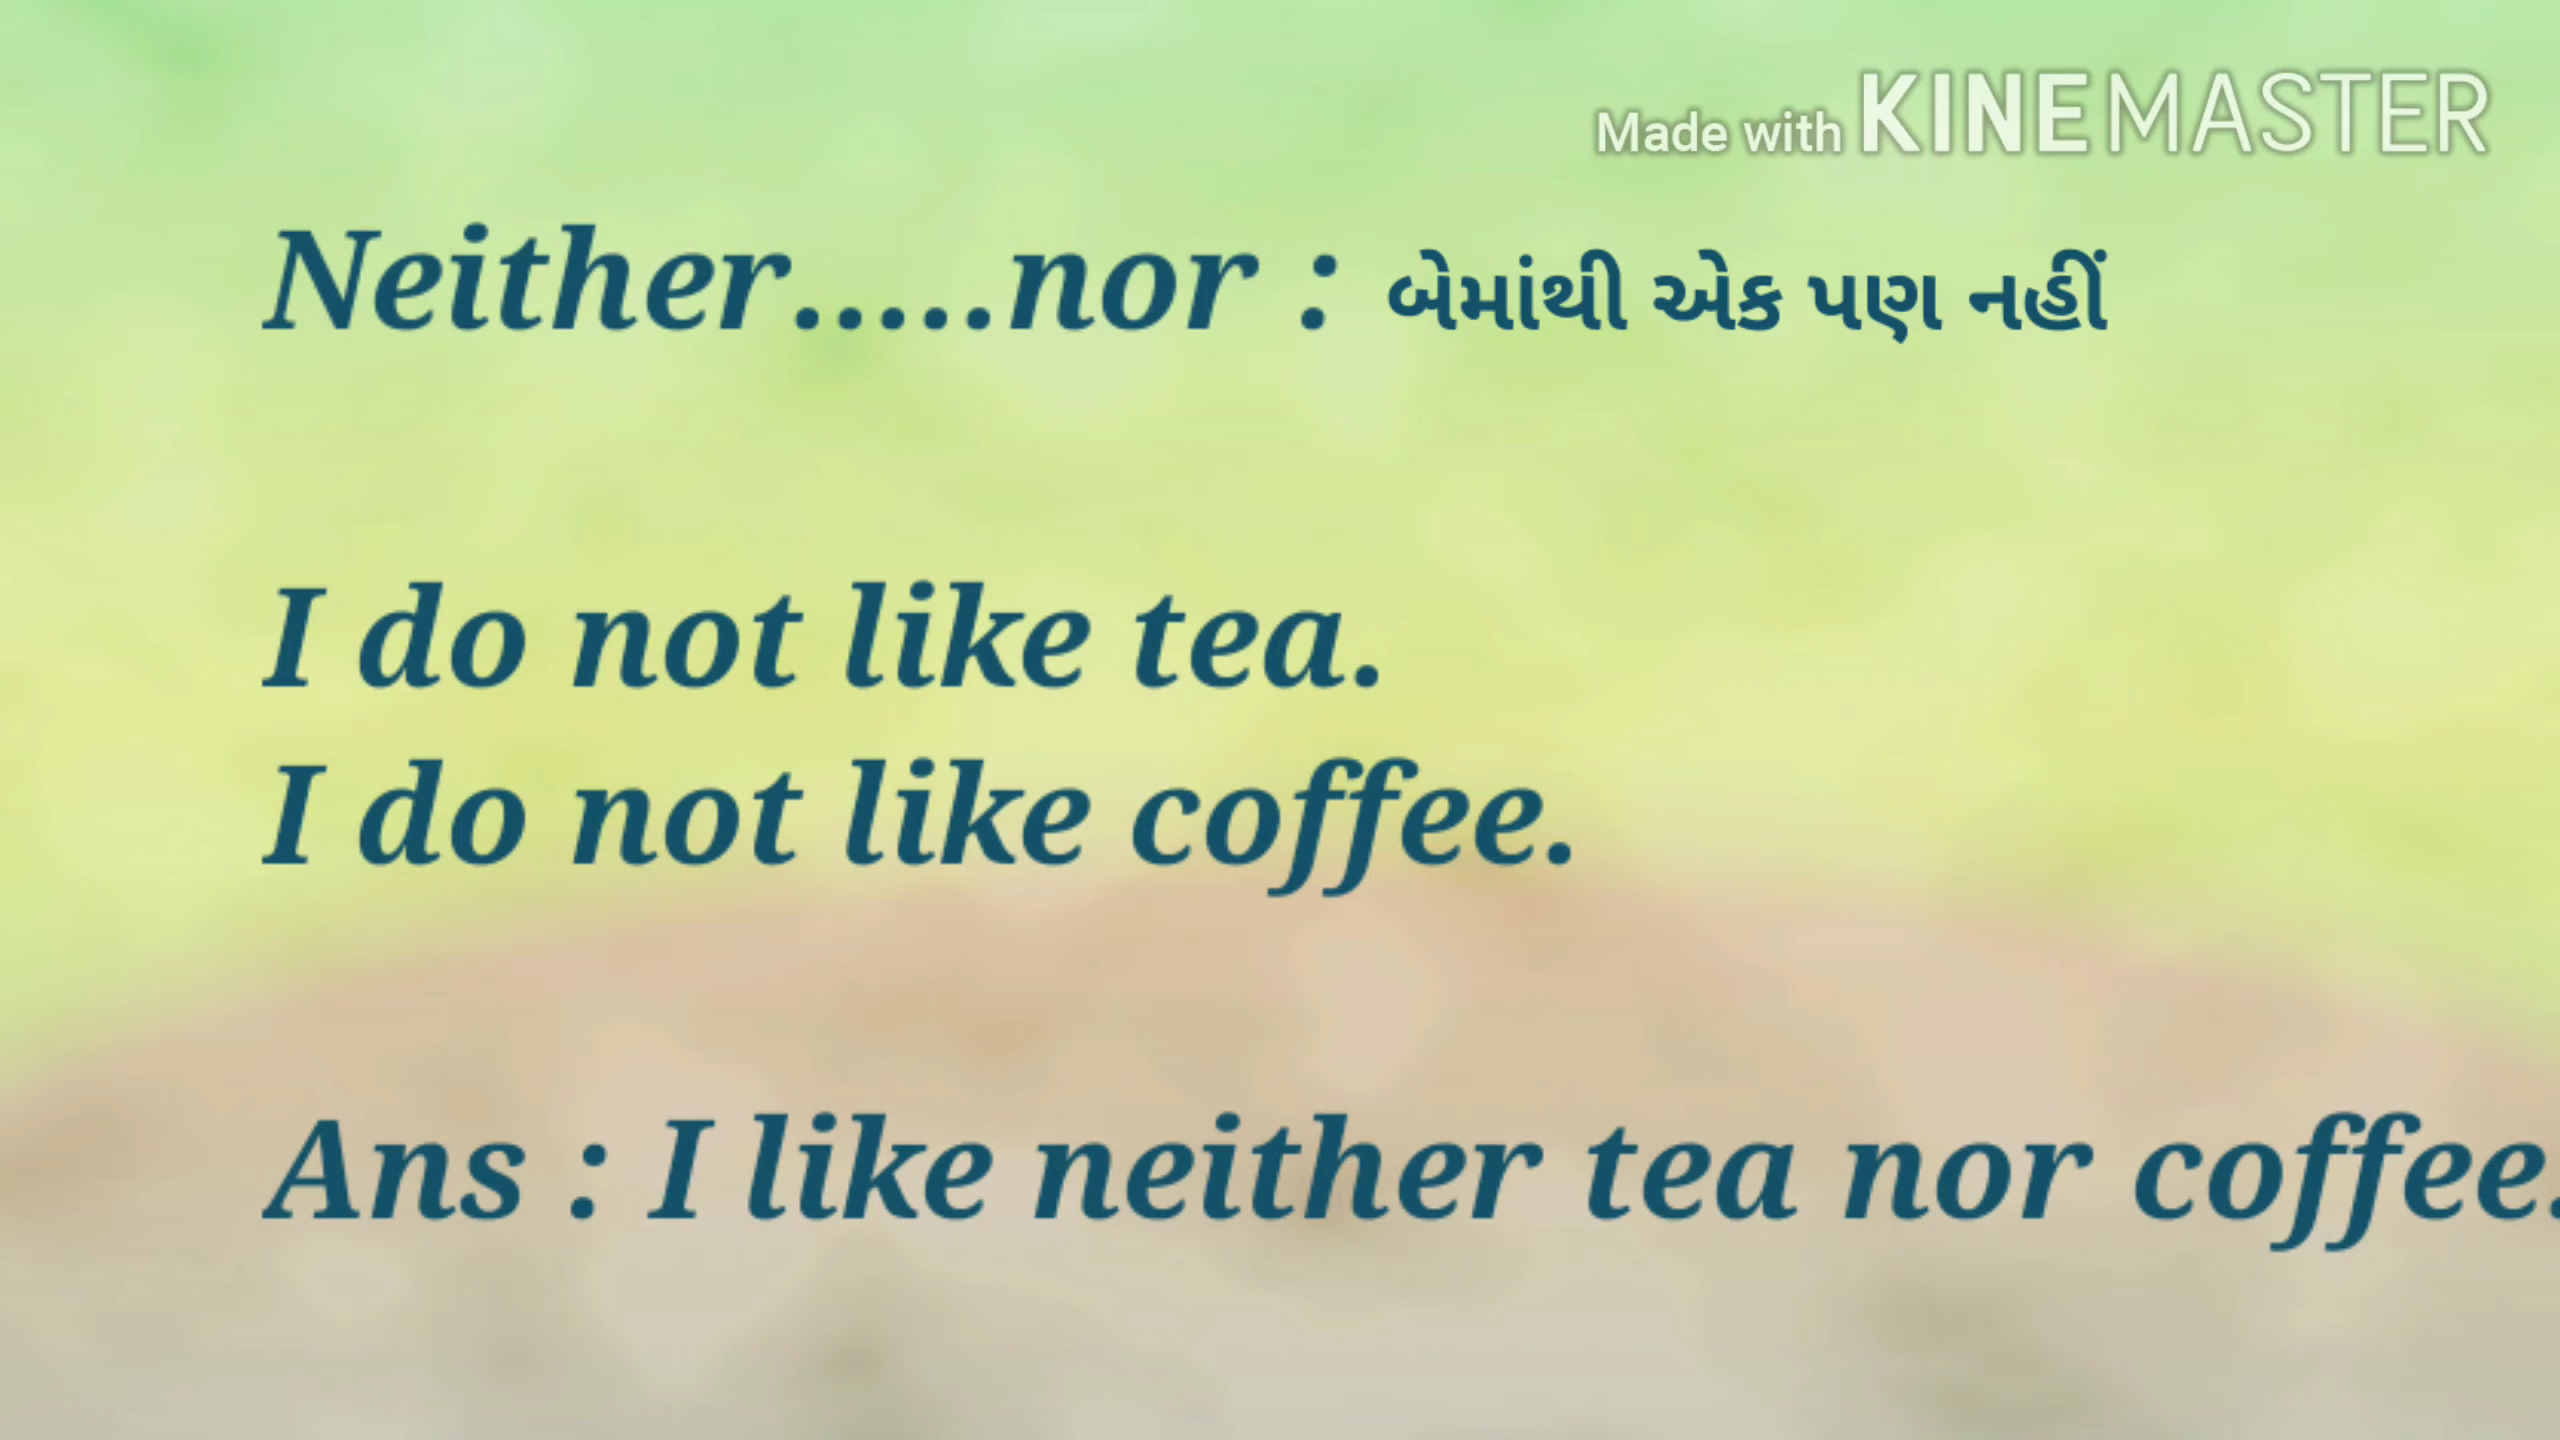 Made with KINEMASTER
Neither.....nor : બેમાંથી એક પણ નહીં
I do not like tea.
I do not like coffee.
Ans : I like neither tea nor coffee.